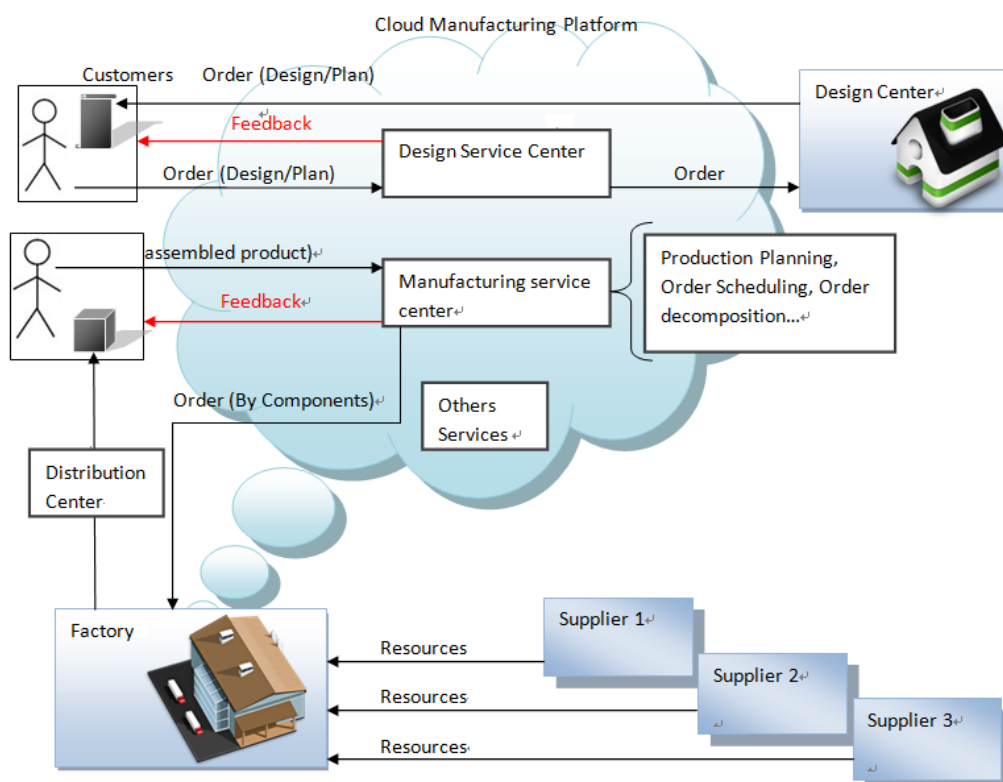 Cloud Manufacturing Platform
Customers
Order (Design/Plan)
Design Center
Feedback
Design Service Center
Order (Design/Plan)
Order
assembled product)
Manufacturing service
center
Feedback
Production Planning,
Order Scheduling, Order
decomposition...
Order (By Components)
Others
Services
Distribution
Center
Factory
Supplier 1
Resources
Supplier 2
Resources
Supplier 3
Resources